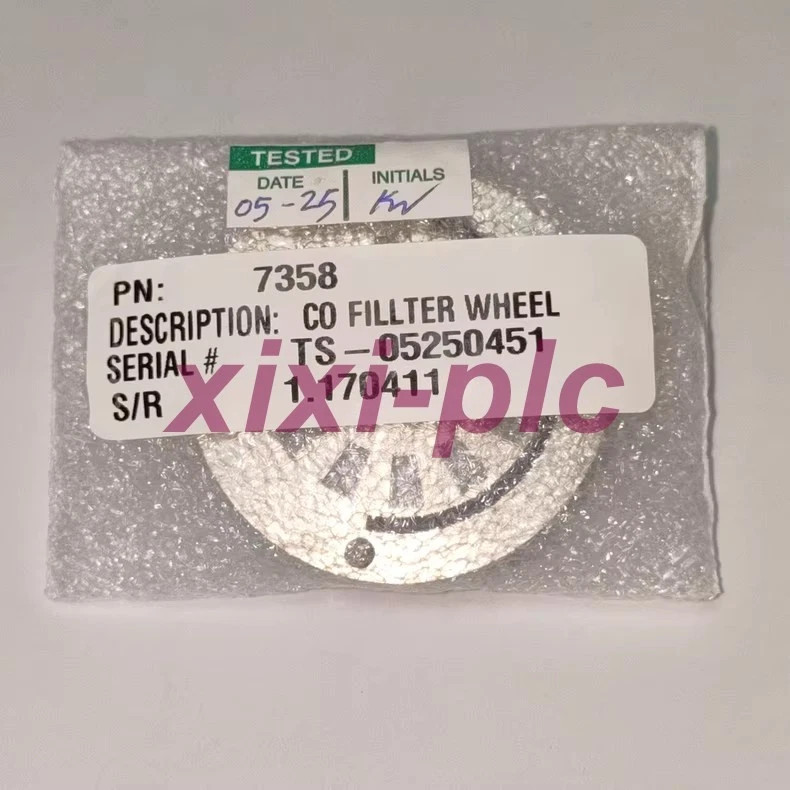 TESTED
DATE INITIALS
05-25 KW
PN: 7358
DESCRIPTION: CO FILLTER WHEEL
SERIAL # TS-05250451
S/R 1.170411
xixi-plc